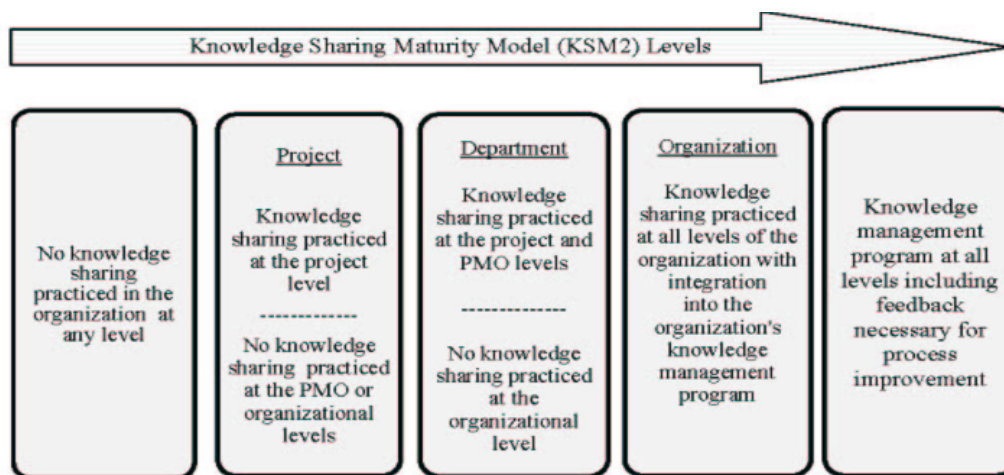 Knowledge Sharing Maturity Model (KSM2) Levels
No knowledge
sharing
practiced in the
organization at
any level
Project
Knowledge
sharing practiced
at the project
level
-------------
No knowledge
sharing practiced
at the PMO or
organizational
levels
Department
Knowledge
sharing practiced
at the project and
PMO levels
--------------
No knowledge
sharing practiced
at the
organizational
level
Organization
Knowledge
sharing practiced
at all levels of the
organization with
integration
into the
organization's
knowledge
management
program
Knowledge
management
program at all
levels including
feedback
necessary for
process
improvement